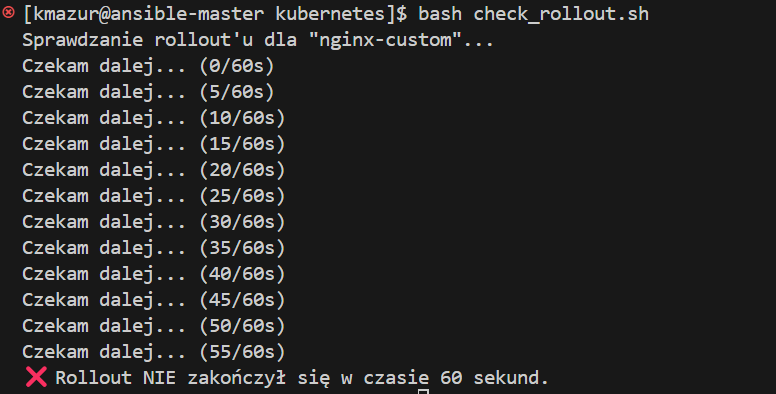 [kmazur@ansible-master kubernetes]$ bash check_rollout.sh
Sprawdzanie rollout'u dla "nginx-custom"...
Czekam dalej... (0/60s)
Czekam dalej... (5/60s)
Czekam dalej... (10/60s)
Czekam dalej... (15/60s)
Czekam dalej... (20/60s)
Czekam dalej... (25/60s)
Czekam dalej... (30/60s)
Czekam dalej... (35/60s)
Czekam dalej... (40/60s)
Czekam dalej... (45/60s)
Czekam dalej... (50/60s)
Czekam dalej... (55/60s)
❌ Rollout NIE zakończył się w czasie 60 sekund.